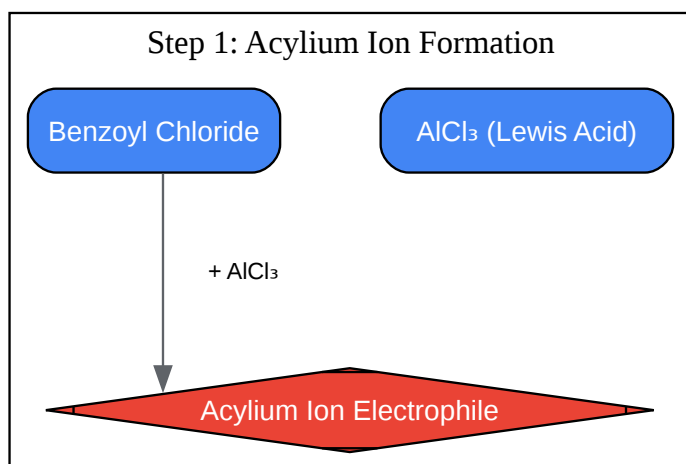 Step 1: Acylium Ion Formation
Benzoyl Chloride
AlCl₃ (Lewis Acid)
+ AlCl₃
Acylium Ion Electrophile